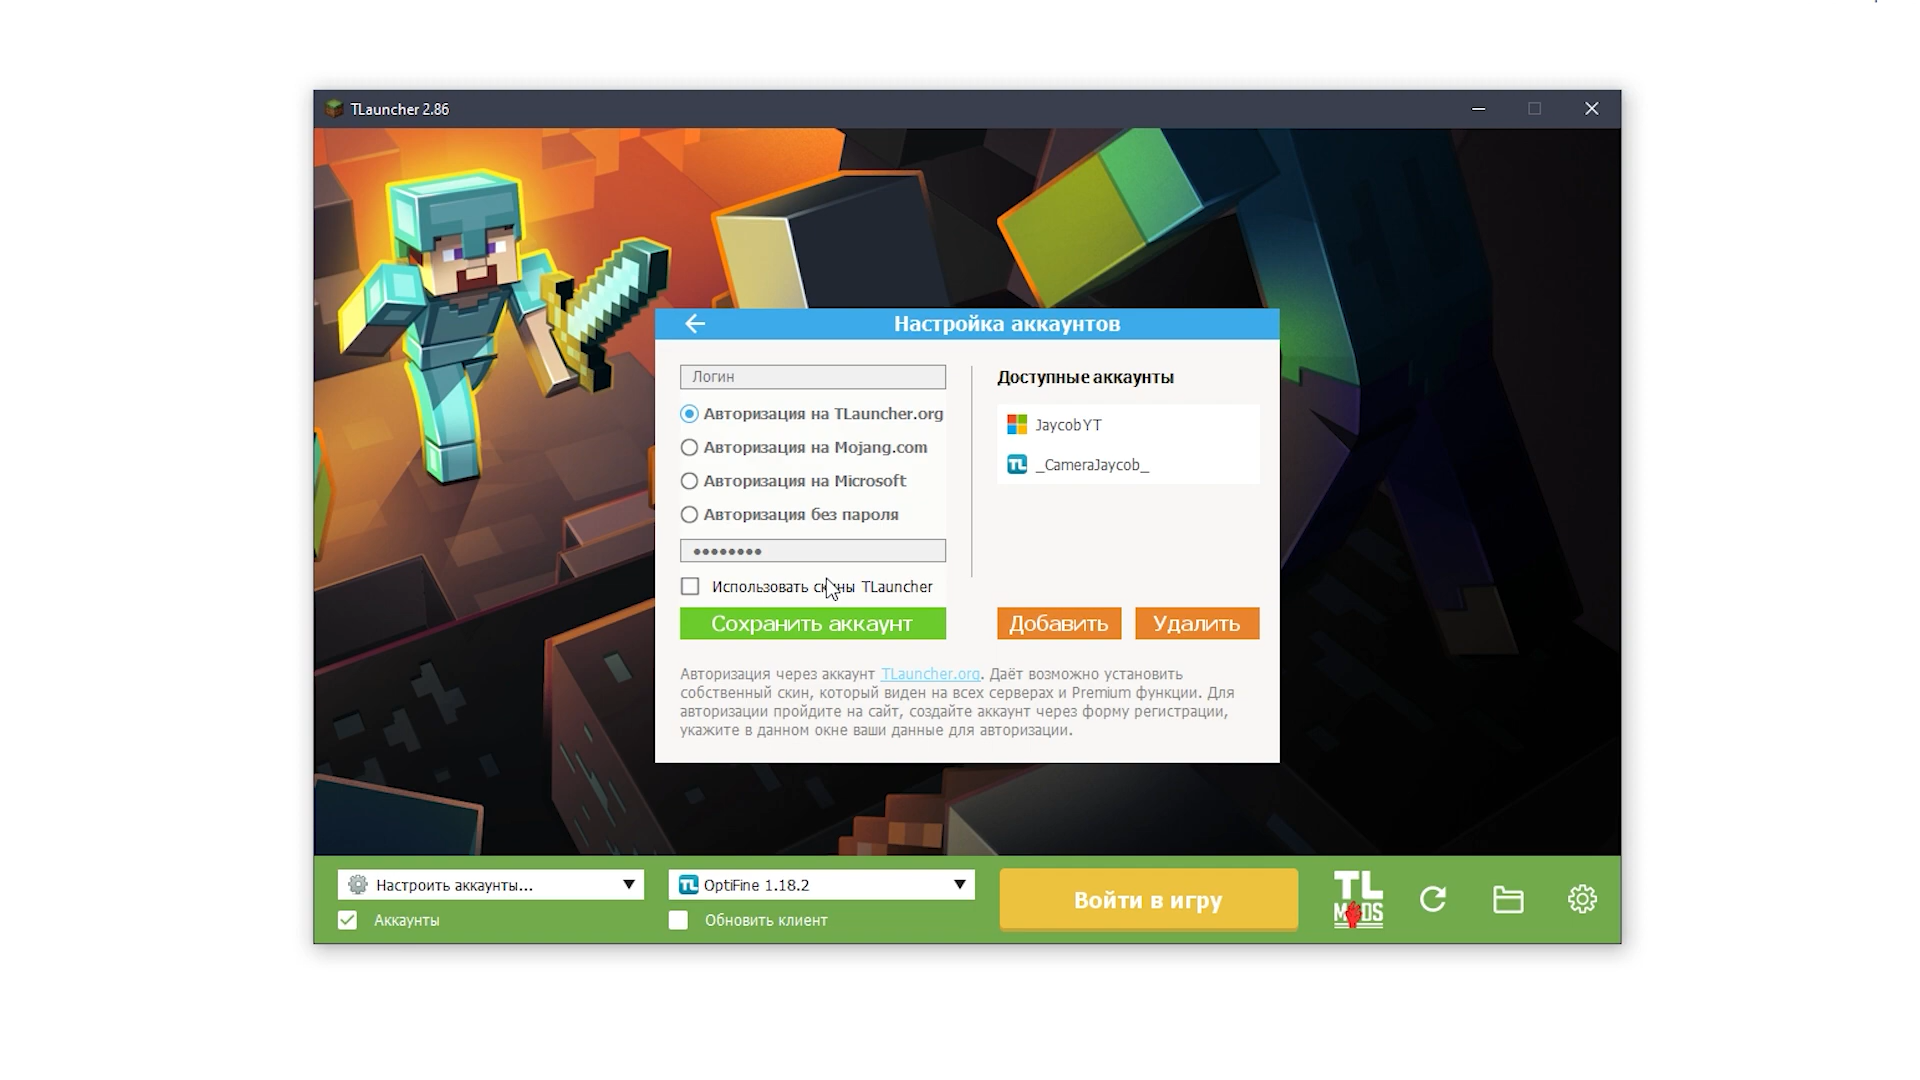 TLauncher 2.86
Настройка аккаунтов
Логин
Авторизация на TLauncher.org
Авторизация на Mojang.com
Авторизация на Microsoft
Авторизация без пароля
Использовать скины TLauncher
Сохранить аккаунт
Доступные аккаунты
JaycobYT
TL _CameraJaycob_
Добавить
Удалить
Авторизация через аккаунт TLauncher.org. Даёт возможно установить
собственный скин, который виден на всех серверах и Premium функции. Для
авторизации пройдите на сайт, создайте аккаунт через форму регистрации,
укажите в данном окне ваши данные для авторизации.
Настроить аккаунты...
Аккаунты
TL OptiFine 1.18.2
Обновить клиент
Войти в игру
TL
MODS